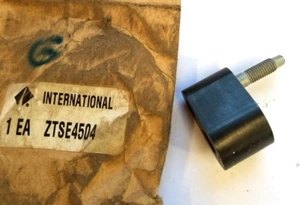 G
INTERNATIONAL
1 EA ZTSE4504